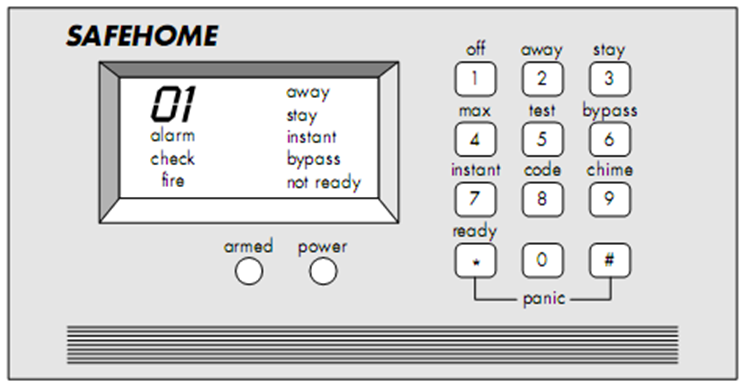 SAFEHOME
01
alarm
check
fire
away
stay
instant
bypass
not ready
armed power
off away stay
1 2 3
max test bypass
4 5 6
instant code chime
7 8 9
ready
* 0 #
panic